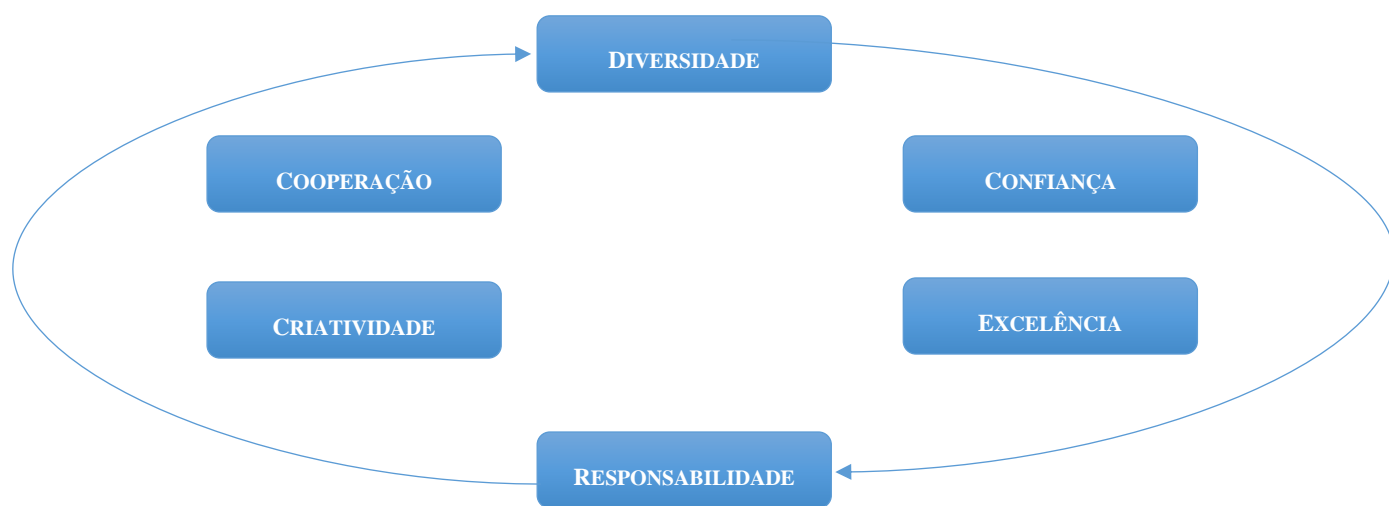 DIVERSIDADE
COOPERAÇÃO
CONFIANÇA
CRIATIVIDADE
EXCELÊNCIA
RESPONSABILIDADE